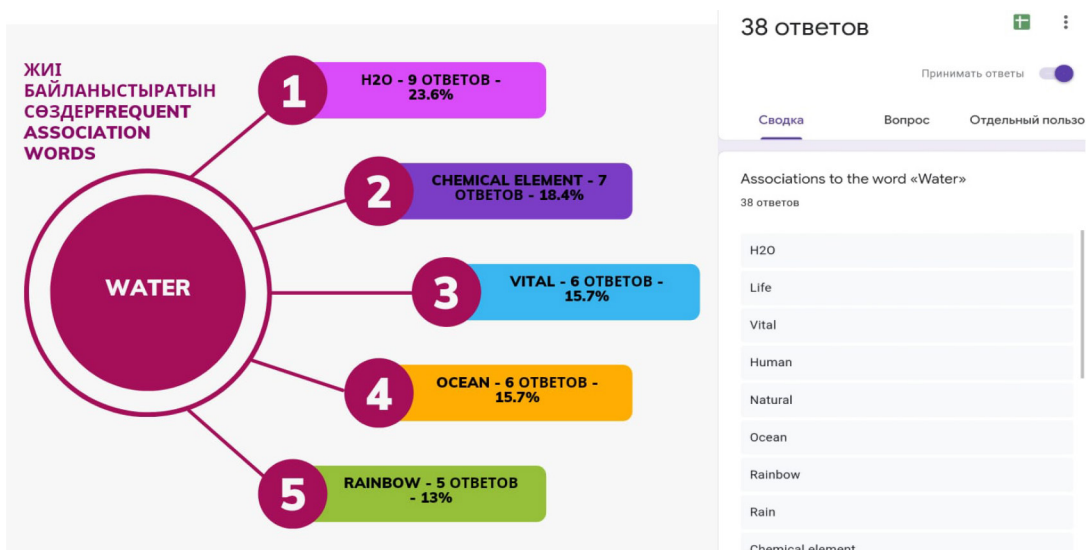 ЖИІ
БАЙЛАНЫСТЫРАТЫН
СӨЗДЕРFREQUENT
ASSOCIATION
WORDS
WATER
1
H2O - 9 ОТВЕТОВ -
23.6%
2
CHEMICAL ELEMENT - 7
ОТВЕТОВ - 18.4%
3
VITAL - 6 ОТВЕТОВ -
15.7%
4
OCEAN - 6 ОТВЕТОВ -
15.7%
5
RAINBOW - 5 ОТВЕТОВ
- 13%
38 ответов
Принимать ответы
Сводка Вопрос Отдельный пользо
Associations to the word «Water»
38 ответов
H2O
Life
Vital
Human
Natural
Ocean
Rainbow
Rain
Chemical element